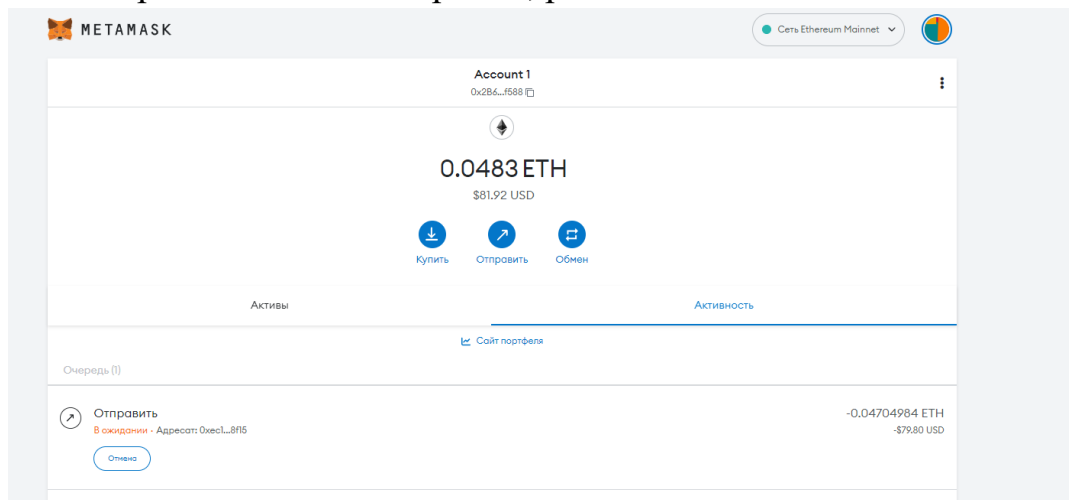 METAMASK
Сеть Ethereum Mainnet
Account 1
0x2B6...f588
0.0483 ETH
$81.92 USD
Купить Отправить Обмен
Активы Активность
Сайт портфеля
Очередь (1)
Отправить -0.04704984 ETH
В ожидании - Адресат: 0xec1...8f15 -$79.80 USD
Отмена